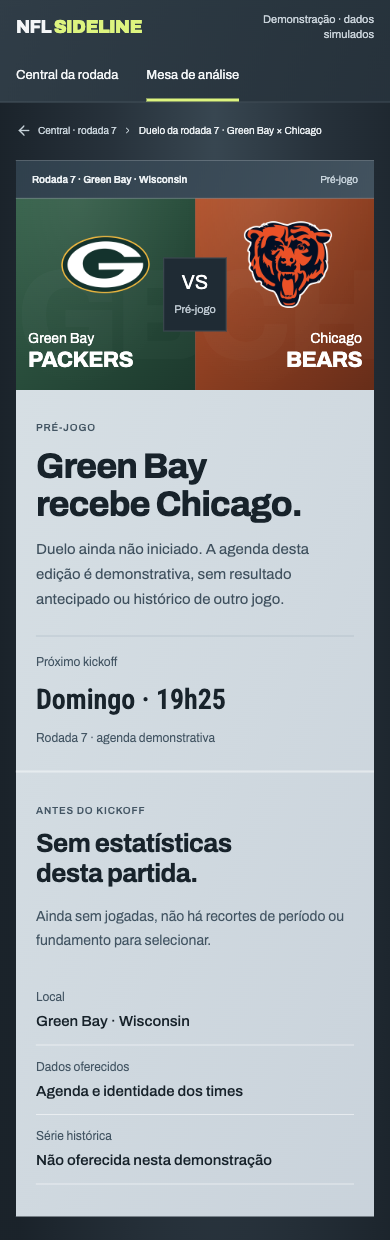 NFL SIDELINE
Demonstração · dados
simulados
Central da rodada
Mesa de análise
Central · rodada 7 › Duelo da rodada 7 · Green Bay × Chicago
Rodada 7 · Green Bay · Wisconsin
Pré-jogo
G
VS
Pré-jogo
Green Bay
PACKERS
Chicago
BEARS
PRÉ-JOGO
Green Bay
recebe Chicago.
Duelo ainda não iniciado. A agenda desta
edição é demonstrativa, sem resultado
antecipado ou histórico de outro jogo.
Próximo kickoff
Domingo · 19h25
Rodada 7 · agenda demonstrativa
ANTES DO KICKOFF
Sem estatísticas
desta partida.
Ainda sem jogadas, não há recortes de período ou
fundamento para selecionar.
Local
Green Bay · Wisconsin
Dados oferecidos
Agenda e identidade dos times
Série histórica
Não oferecida nesta demonstração